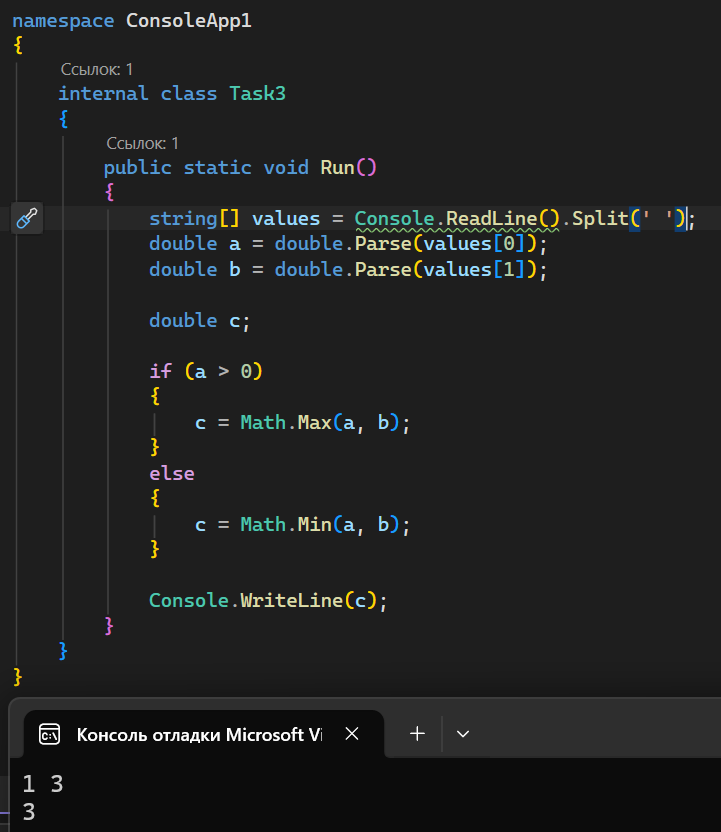 namespace ConsoleApp1
{
Ссылок: 1
internal class Task3
{
Ссылок: 1
public static void Run()
{
string[] values = Console.ReadLine().Split(' ');
double a = double.Parse(values[0]);
double b = double.Parse(values[1]);
double c;
if (a > 0)
{
c = Math.Max(a, b);
}
else
{
c = Math.Min(a, b);
}
Console.WriteLine(c);
}
}
}
Консоль отладки Microsoft Vi
1 3
3